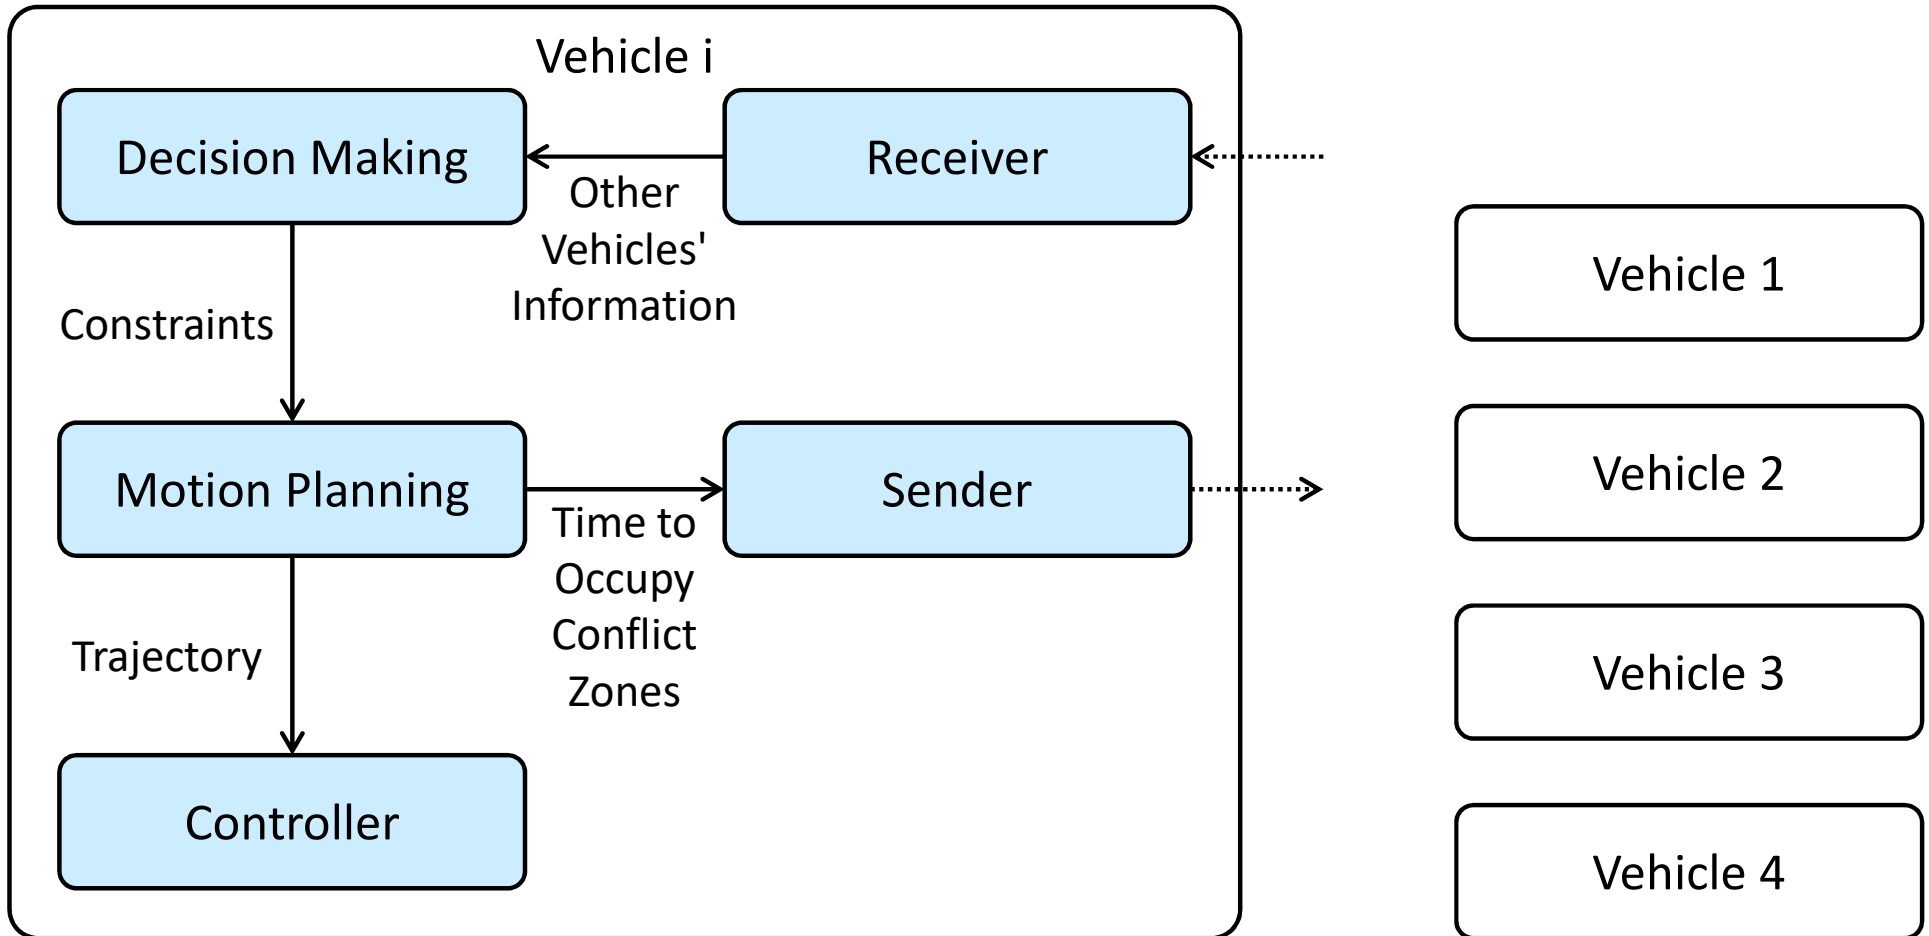 Vehicle i
Decision Making
Receiver
Other
Vehicles'
Information
Constraints
Motion Planning
Sender
Time to
Occupy
Conflict
Zones
Trajectory
Controller
Vehicle 1
Vehicle 2
Vehicle 3
Vehicle 4